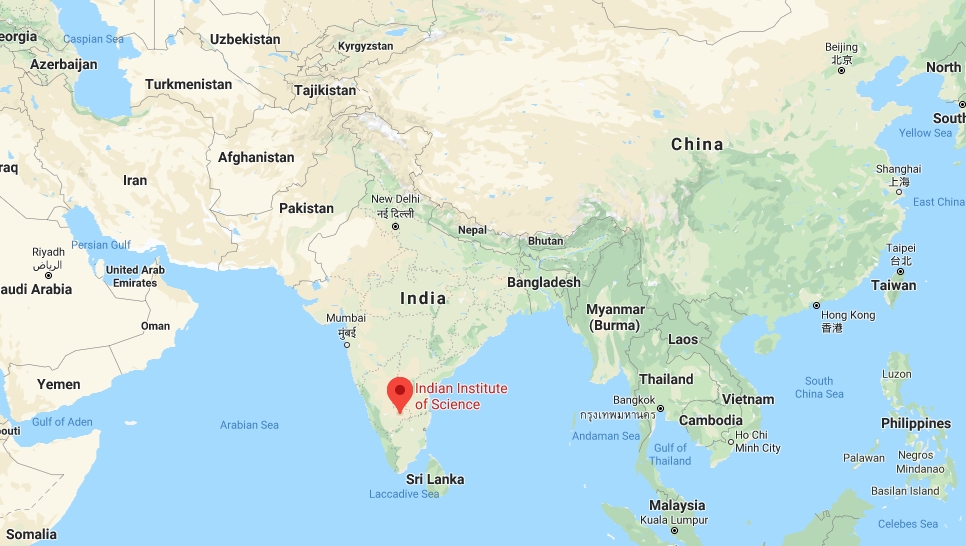 eorgia
Caspian Sea
Azerbaijan
Uzbekistan
Kyrgyzstan
Turkmenistan
Tajikistan
Beijing
北京
North
South
Yellow Sea
China
Afghanistan
raq
Iran
Pakistan
New Delhi
नई दिल्ली
Nepal
Bhutan
Shanghai
上海
East China
Persian Gulf
Riyadh
الرياض
United Arab
Emirates
audi Arabia
Oman
India
Bangladesh
Mumbai
मुंबई
Myanmar
(Burma)
Taipei
台北
Taiwan
Hong Kong
香港
Laos
Yemen
Gulf of Aden
outi
Arabian Sea
Indian Institute
of Science
Thailand
Bangkok
กรุงเทพมหานคร
Vietnam
Cambodia
Ho Chi
Minh City
Andaman Sea
Gulf of
Thailand
South
China Sea
Luzon
Philippines
Palawan
Negros
Mindanao
Basilan Island
Sri Lanka
Laccadive Sea
Malaysia
Kuala Lumpur
Celebes Sea
Somalia